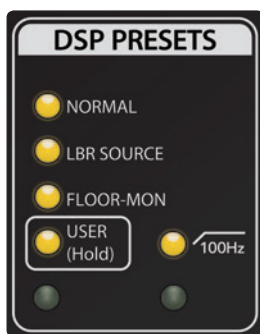 DSP PRESETS
NORMAL
LBR SOURCE
FLOOR-MON
USER
(Hold)
100Hz